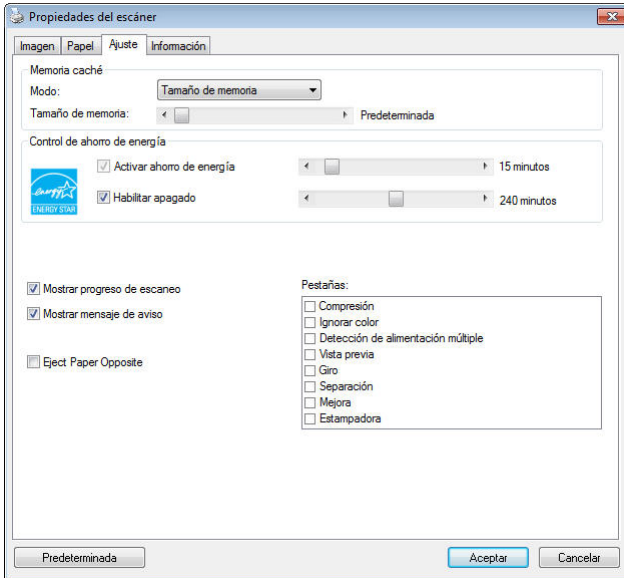 Propiedades del escáner
Imagen Papel Ajuste Información
Memoria caché
Modo: Tamaño de memoria
Tamaño de memoria: Predeterminada
Control de ahorro de energía
Activar ahorro de energía 15 minutos
energy
ENERGY STAR
Habilitar apagado 240 minutos
Mostrar progreso de escaneo
Mostrar mensaje de aviso
Eject Paper Opposite
Pestañas:
Compresión
Ignorar color
Detección de alimentación múltiple
Vista previa
Giro
Separación
Mejora
Estampadora
Predeterminada Aceptar Cancelar